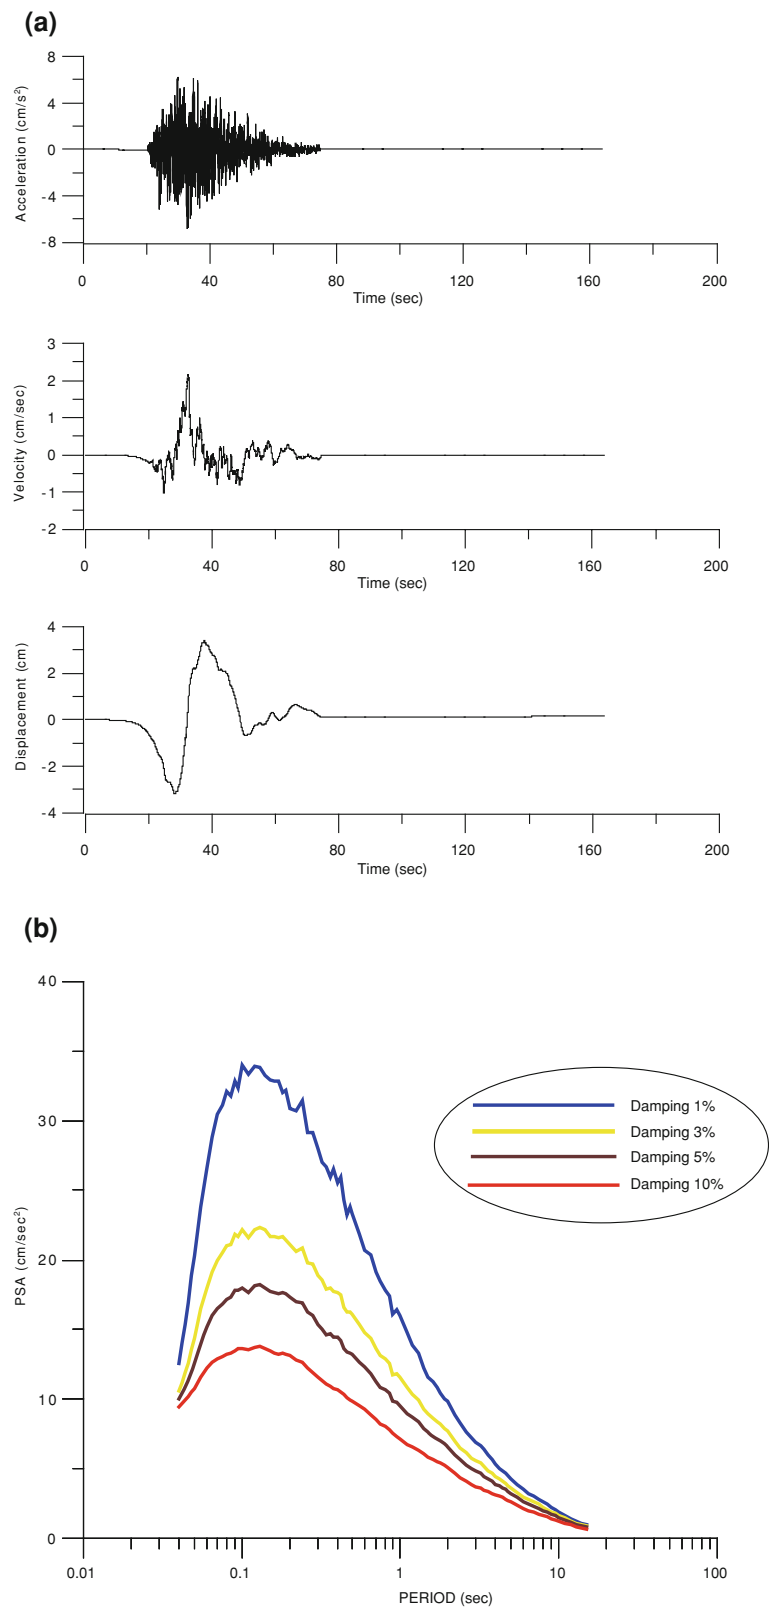 (a)
8
4
0
-4
-8
Acceleration (cm/s²)
0 40 80 120 160 200
Time (sec)
3
2
1
0
-1
-2
Velocity (cm/sec)
0 40 80 120 160 200
Time (sec)
4
2
0
-2
-4
Displacement (cm)
0 40 80 120 160 200
Time (sec)
(b)
40
30
20
10
0
PSA (cm/sec²)
Damping 1%
Damping 3%
Damping 5%
Damping 10%
0.01 0.1 1 10 100
PERIOD (sec)